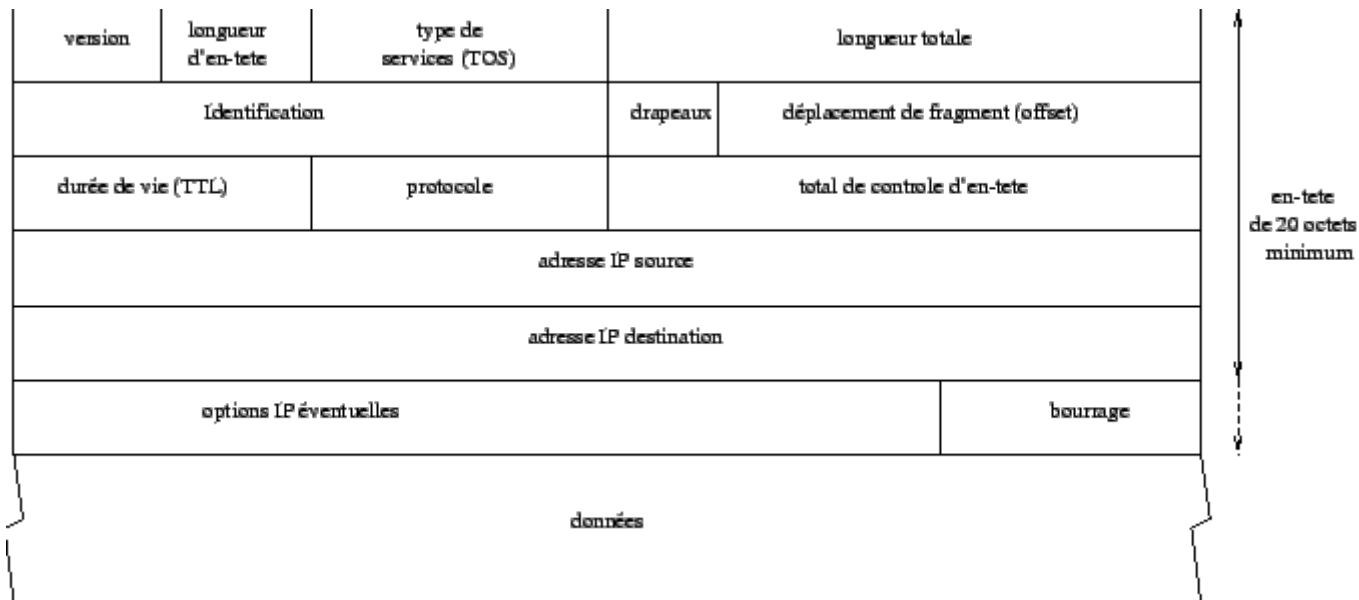 version
longueur
d'en-tete
type de
services (TOS)
longueur totale
Identification
drapeaux
déplacement de fragment (offset)
durée de vie (TTL)
protocole
total de controle d'en-tete
en-tete
de 20 octets
minimum
adresse IP source
adresse IP destination
options IP éventuelles
bourrage
données